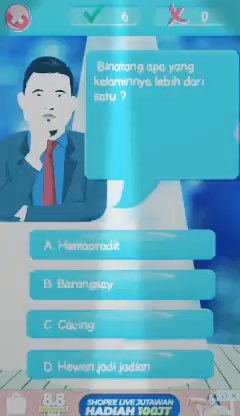 6
0
Binatang apa yang
kelaminnya lebih dari
satu ?
A. Hemaprodit
B. Barongsay
C Cacing
D Hewan jadi jadian
8.8
SHOPEE LIVE JUTAWAN
HADIAH 100JT